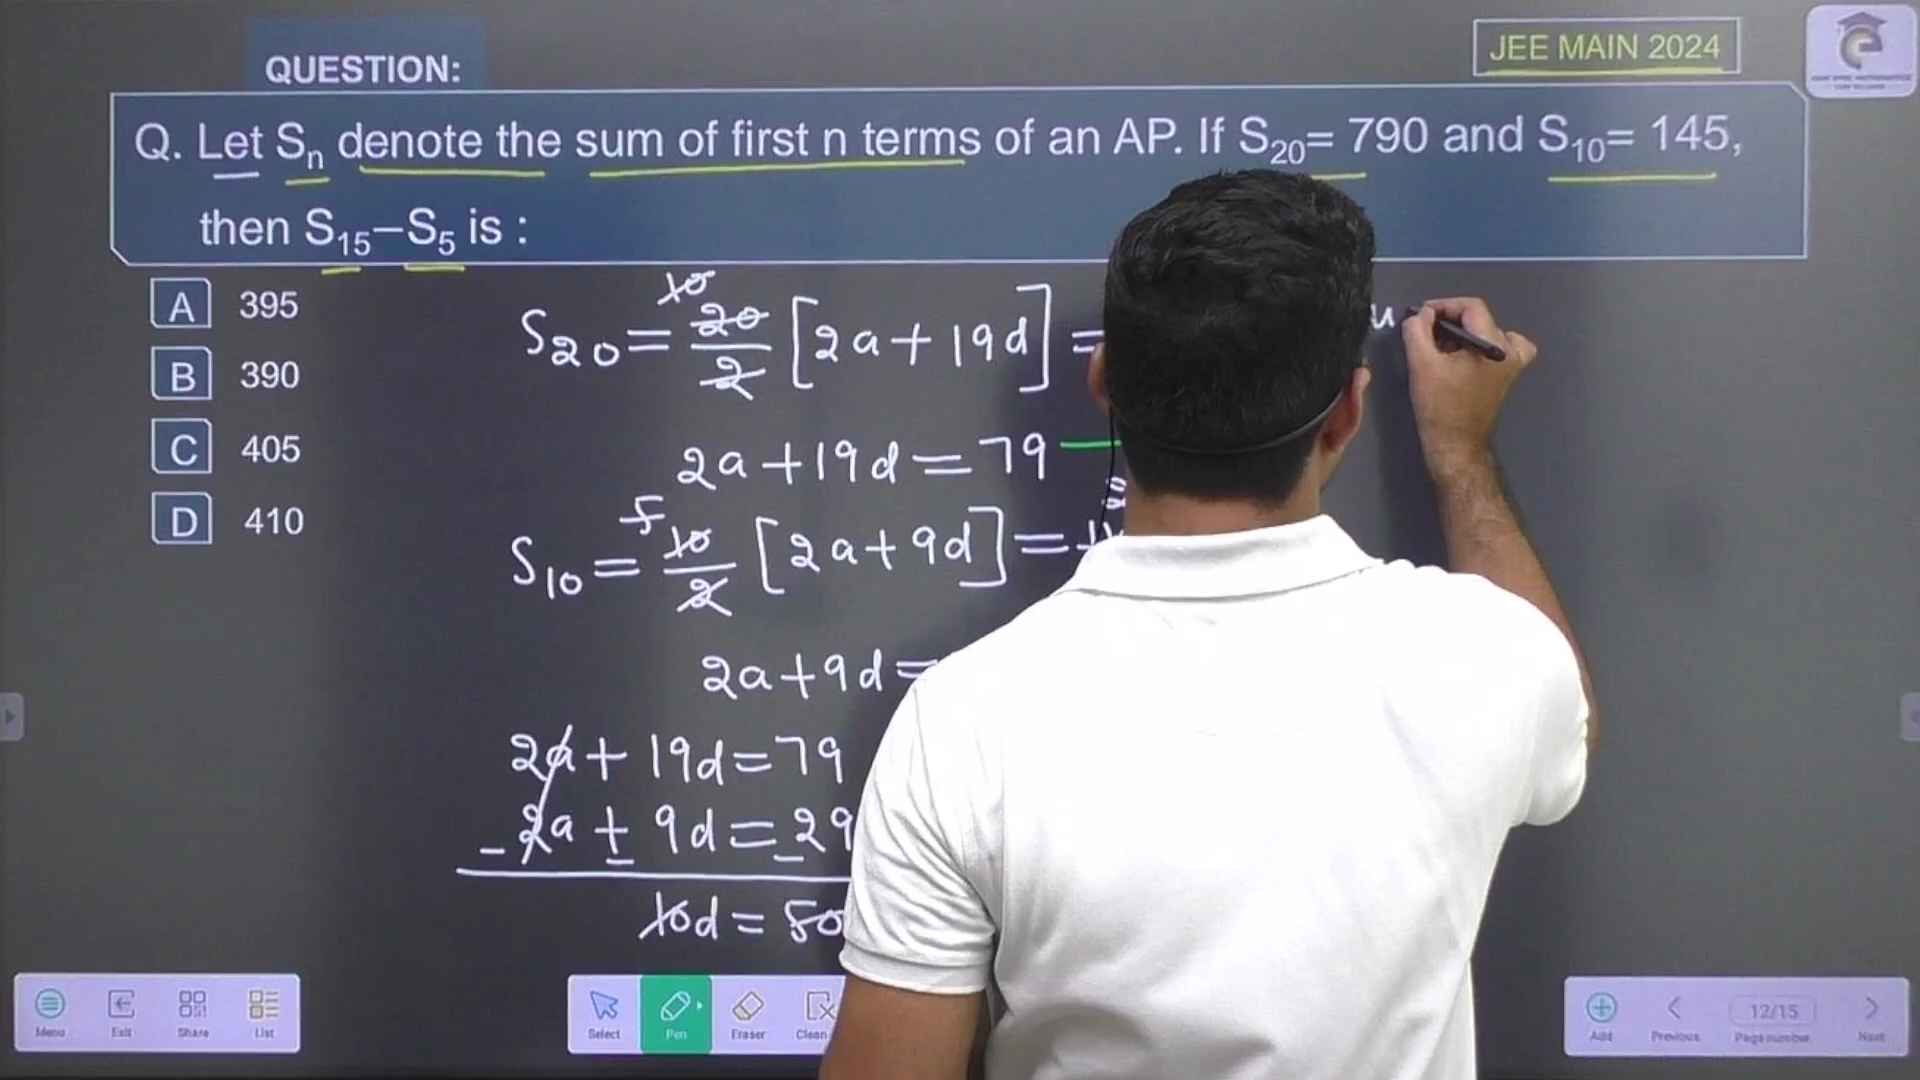 JEE MAIN 2024
QUESTION:
Q. Let Sn denote the sum of first n terms of an AP. If S20= 790 and S10= 145,
then S15–S5 is :
A 395
B 390
C 405
D 410
S20 = 20/2 10 [2a + 19d] =
2a + 19d = 79
S10 = 10/2 5 [2a + 9d] =
2a + 9d =
2a + 19d = 79
- 2a ± 9d = - 29
10d = 50
Menu Exit Share List
Select Pen Eraser Clean
Add Previous 12/15 Page number Next